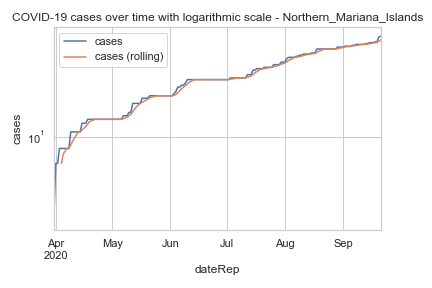 COVID-19 cases over time with logarithmic scale - Northern_Mariana_Islands
cases
cases (rolling)
cases
10¹
Apr May Jun Jul Aug Sep
2020
dateRep